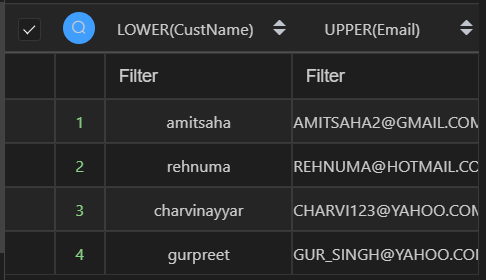 LOWER(CustName) UPPER(Email)
Filter Filter
1 amitsaha AMITSAHA2@GMAIL.COM
2 rehnuma REHNUMA@HOTMAIL.CO
3 charvinayyar CHARVI123@YAHOO.COM
4 gurpreet GUR_SINGH@YAHOO.COM